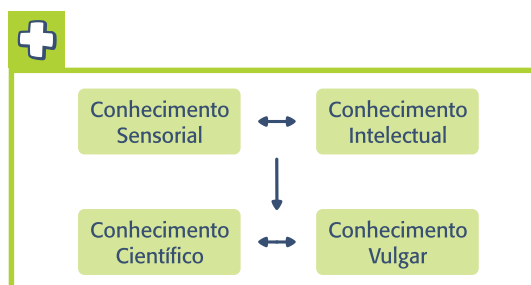 Conhecimento
Sensorial
Conhecimento
Intelectual
Conhecimento
Científico
Conhecimento
Vulgar